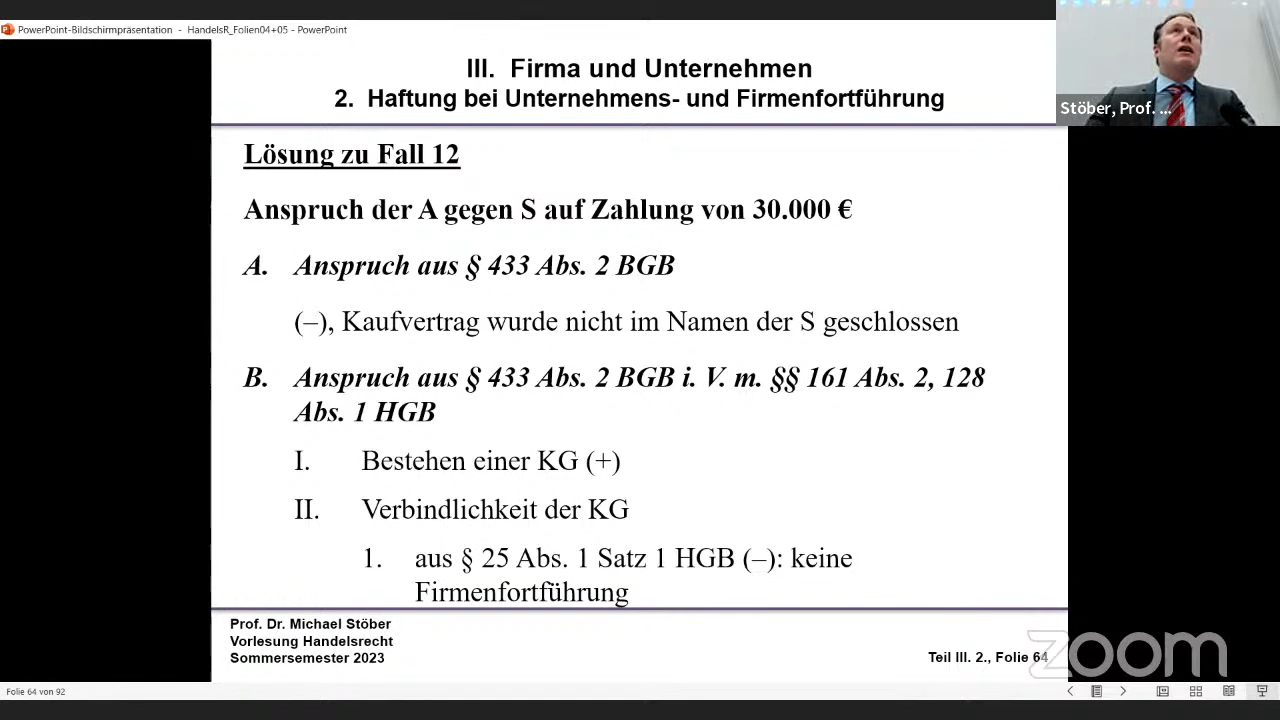 PowerPoint-Bildschirmpräsentation - HandelsR_Folien04+05 - PowerPoint
III. Firma und Unternehmen
2. Haftung bei Unternehmens- und Firmenfortführung
Stöber, Prof. ...
Lösung zu Fall 12
Anspruch der A gegen S auf Zahlung von 30.000 €
A. Anspruch aus § 433 Abs. 2 BGB
(–), Kaufvertrag wurde nicht im Namen der S geschlossen
B. Anspruch aus § 433 Abs. 2 BGB i. V. m. §§ 161 Abs. 2, 128
Abs. 1 HGB
I. Bestehen einer KG (+)
II. Verbindlichkeit der KG
1. aus § 25 Abs. 1 Satz 1 HGB (–): keine
Firmenfortführung
Prof. Dr. Michael Stöber
Vorlesung Handelsrecht
Sommersemester 2023
Teil III. 2., Folie 64
zoom
Folie 64 von 92